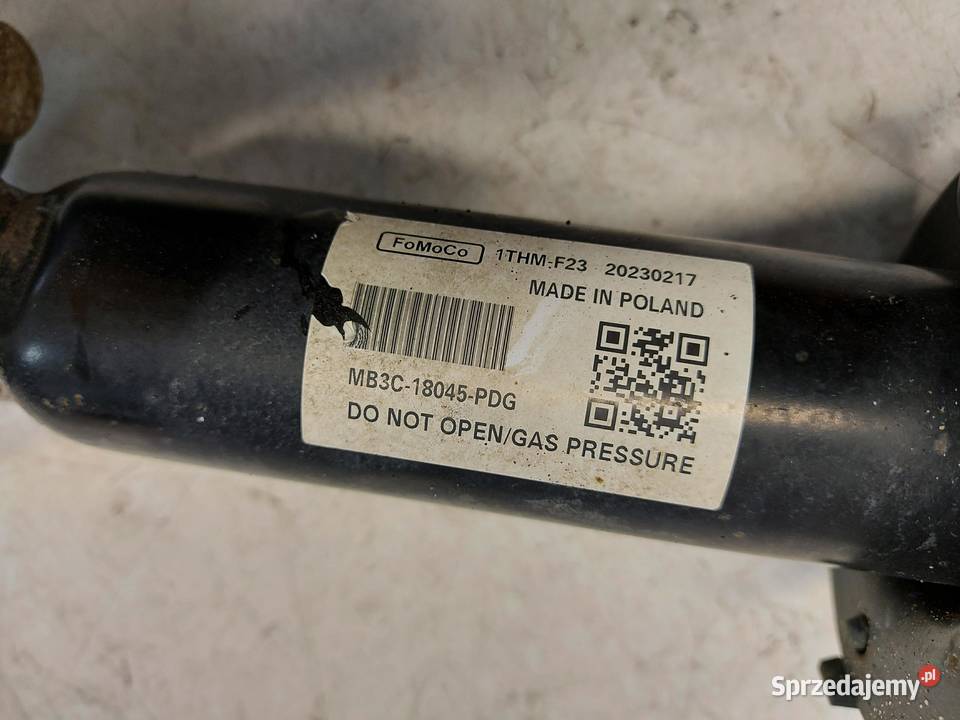 FoMoCo 1THM-F23 20230217
MADE IN POLAND
MB3C-18045-PDG
DO NOT OPEN/GAS PRESSURE
Sprzedajemy.pl